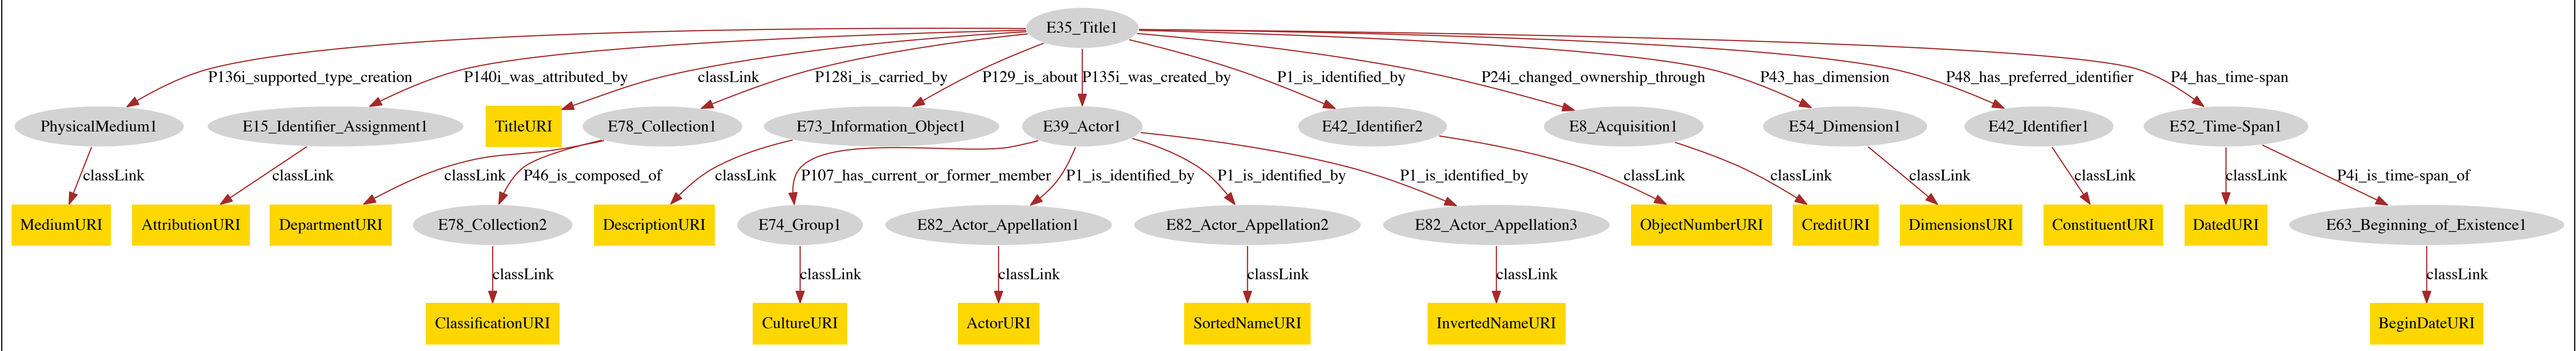 E35_Title1
P136i_supported_type_creation P140i_was_attributed_by classLink P128i_is_carried_by P129_is_about P135i_was_created_by P1_is_identified_by P24i_changed_ownership_through P43_has_dimension P48_has_preferred_identifier P4_has_time-span
PhysicalMedium1 E15_Identifier_Assignment1 TitleURI E78_Collection1 E73_Information_Object1 E39_Actor1 E42_Identifier2 E8_Acquisition1 E54_Dimension1 E42_Identifier1 E52_Time-Span1
classLink classLink classLink P46_is_composed_of classLink P107_has_current_or_former_member P1_is_identified_by P1_is_identified_by P1_is_identified_by classLink classLink classLink classLink classLink P4i_is_time-span_of
MediumURI AttributionURI DepartmentURI E78_Collection2 DescriptionURI E74_Group1 E82_Actor_Appellation1 E82_Actor_Appellation2 E82_Actor_Appellation3 ObjectNumberURI CreditURI DimensionsURI ConstituentURI DatedURI E63_Beginning_of_Existence1
classLink classLink classLink classLink classLink classLink
ClassificationURI CultureURI ActorURI SortedNameURI InvertedNameURI BeginDateURI